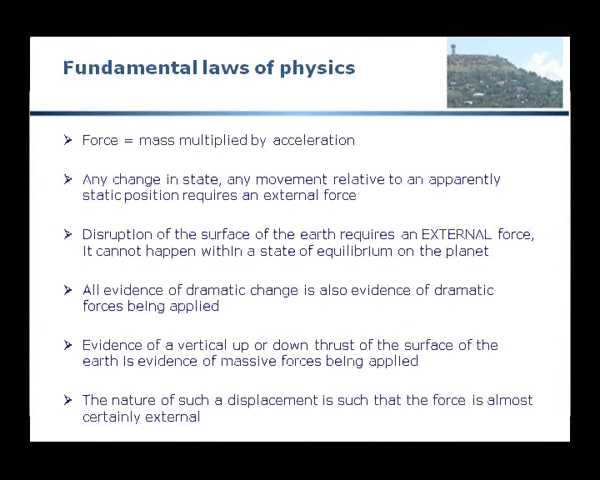 Fundamental laws of physics
➢ Force = mass multiplied by acceleration
➢ Any change in state, any movement relative to an apparently
static position requires an external force
➢ Disruption of the surface of the earth requires an EXTERNAL force,
it cannot happen within a state of equilibrium on the planet
➢ All evidence of dramatic change is also evidence of dramatic
forces being applied
➢ Evidence of a vertical up or down thrust of the surface of the
earth is evidence of massive forces being applied
➢ The nature of such a displacement is such that the force is almost
certainly external